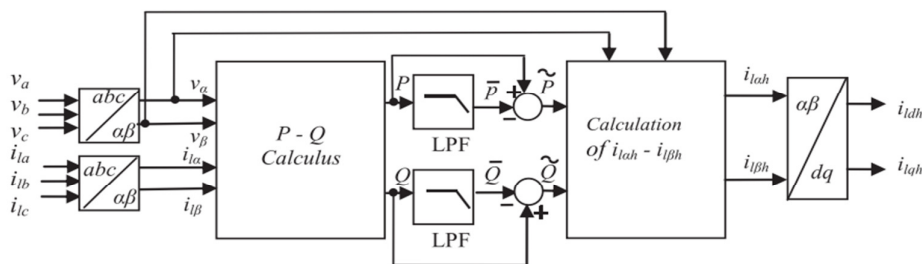 v_a
v_b
v_c
i_la
i_lb
i_lc
abc
αβ
abc
αβ
v_α
v_β
i_lα
i_lβ
P - Q
Calculus
P
LPF
P̅
+
−
P̃
Q
LPF
Q̅
−
+
Q̃
Calculation
of i_lαh - i_lβh
i_lαh
i_lβh
αβ
dq
i_ldh
i_lqh